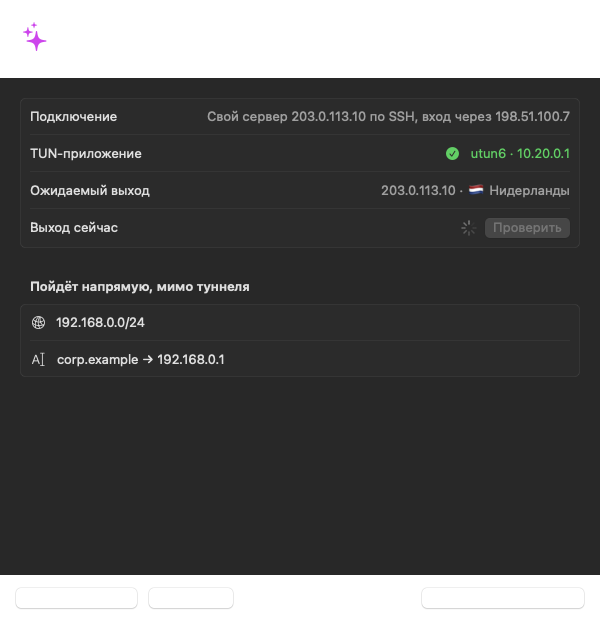 Подключение
Свой сервер 203.0.113.10 по SSH, вход через 198.51.100.7
TUN-приложение
utun6 · 10.20.0.1
Ожидаемый выход
203.0.113.10 · 🇳🇱 Нидерланды
Выход сейчас
Проверить
Пойдёт напрямую, мимо туннеля
192.168.0.0/24
corp.example → 192.168.0.1